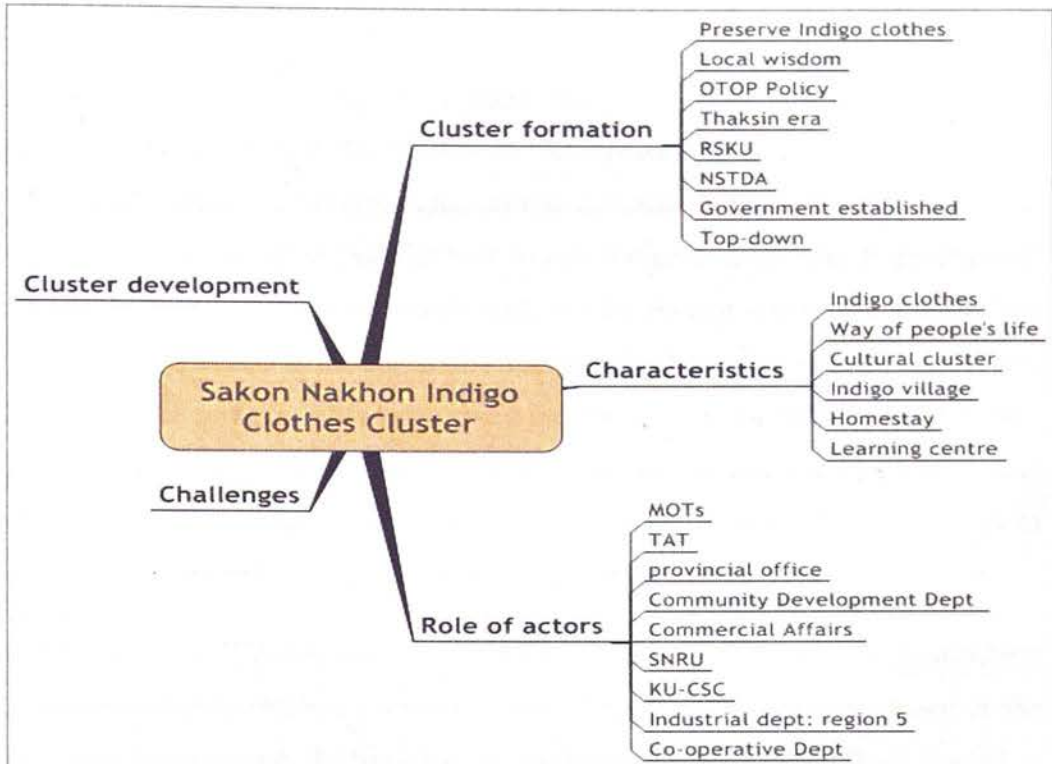 Preserve Indigo clothes
Local wisdom
OTOP Policy
Thaksin era
RSKU
NSTDA
Government established
Top-down
Cluster formation
Cluster development
Sakon Nakhon Indigo
Clothes Cluster
Characteristics
Indigo clothes
Way of people's life
Cultural cluster
Indigo village
Homestay
Learning centre
Challenges
Role of actors
MOTs
TAT
provincial office
Community Development Dept
Commercial Affairs
SNRU
KU-CSC
Industrial dept: region 5
Co-operative Dept